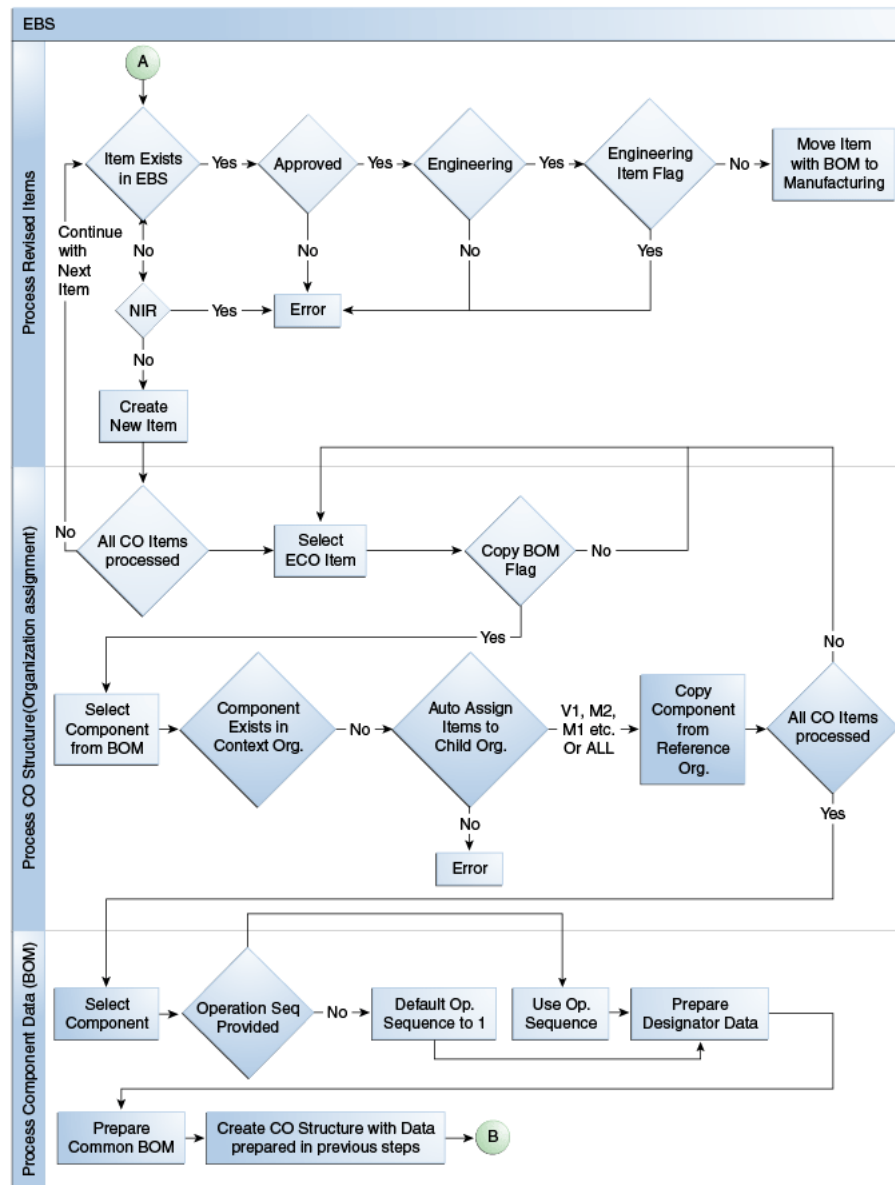 EBS
A
Process Revised Items
Item Exists
in EBS
Yes
Approved
Yes
Engineering
Yes
Engineering
Item Flag
No
Move Item
with BOM to
Manufacturing
Continue
with
Next
Item
No
No
No
Yes
NIR
Yes
Error
No
Create
New Item
Process CO Structure(Organization assignment)
No
All CO Items
processed
Select
ECO Item
Copy BOM
Flag
No
Yes
No
Select
Component
from BOM
Component
Exists in
Context Org.
No
Auto Assign
Items to
Child Org.
V1, M2,
M1 etc.
Or ALL
Copy
Component
from
Reference
Org.
All CO Items
processed
No
Yes
Error
Process Component Data (BOM)
Select
Component
Operation Seq
Provided
No
Default Op.
Sequence to 1
Use Op.
Sequence
Prepare
Designator Data
Prepare
Common BOM
Create CO Structure with Data
prepared in previous steps
B